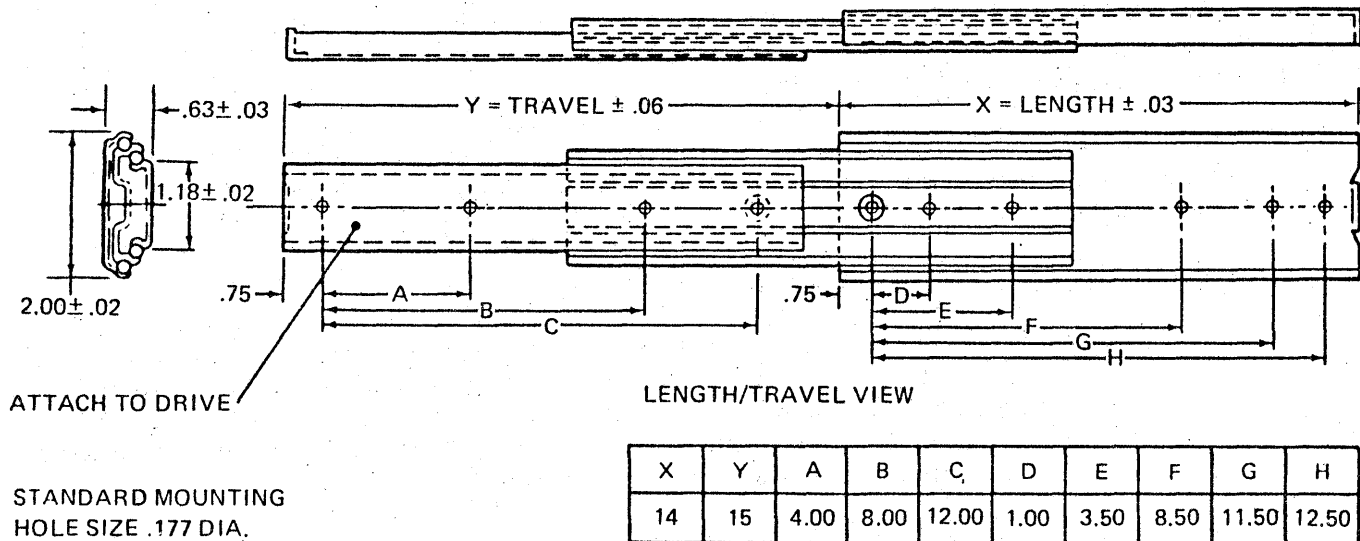 .63±.03
Y = TRAVEL ± .06
X = LENGTH ± .03
1.18± .02
2.00± .02
.75
A
B
C
.75
D
E
F
G
H
ATTACH TO DRIVE
LENGTH/TRAVEL VIEW
STANDARD MOUNTING
HOLE SIZE .177 DIA.
X Y A B C D E F G H
14 15 4.00 8.00 12.00 1.00 3.50 8.50 11.50 12.50